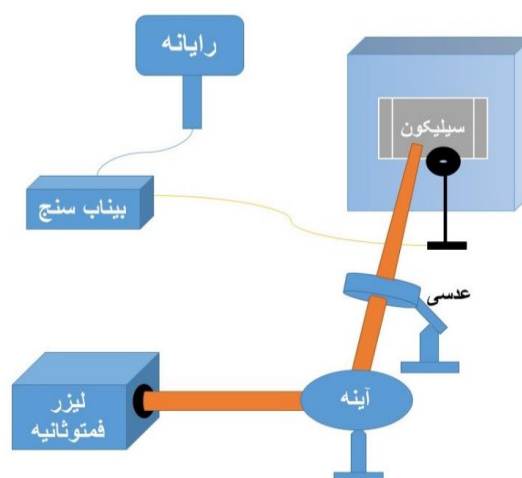 رایانه
سیلیکون
بیناب سنج
عدسی
آینه
لیزر
فمتوثانیه